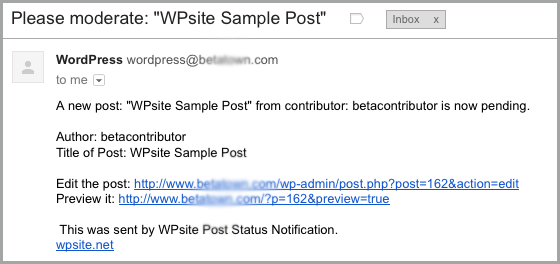 Please moderate: "WPsite Sample Post"
Inbox x
WordPress wordpress@betatown.com
to me
A new post: "WPsite Sample Post" from contributor: betacontributor is now pending.
Author: betacontributor
Title of Post: WPsite Sample Post
Edit the post: http://www.betatown.com/wp-admin/post.php?post=162&action=edit
Preview it: http://www.betatown.com/?p=162&preview=true
This was sent by WPsite Post Status Notification.
wpsite.net